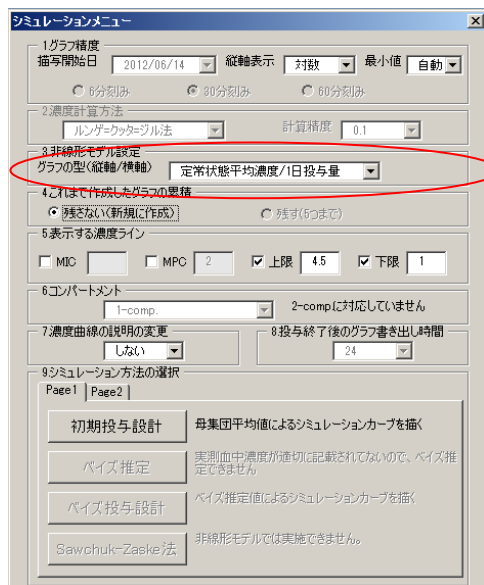 シミュレーションメニュー
1グラフ精度
描写開始日 2012/06/14 縦軸表示 対数 最小値 自動
6分刻み 30分刻み 60分刻み
2.濃度計算方法
ルンゲ=クッタ=ジル法 計算精度 0.1
3.非線形モデル設定
グラフの型(縦軸/横軸) 定常状態平均濃度/1日投与量
4これまで作成したグラフの累積
残さない(新規に作成) 残す(5つまで)
5.表示する濃度ライン
MIC MPC 2 上限 4.5 下限 1
6コンパートメント
1-comp. 2-compに対応していません
7.濃度曲線の説明の変更 8.投与終了後のグラフ書き出し時間
しない 24
9シミュレーション方法の選択
Page1 Page2
初期投与設計 母集団平均値によるシミュレーションカーブを描く
ベイズ推定 実測血中濃度が適切に記載されてないので、ベイズ推
定できません
ベイズ投与設計 ベイズ推定値によるシミュレーションカーブを描く
Sawchuk-Zaske法 非線形モデルでは実施できません。